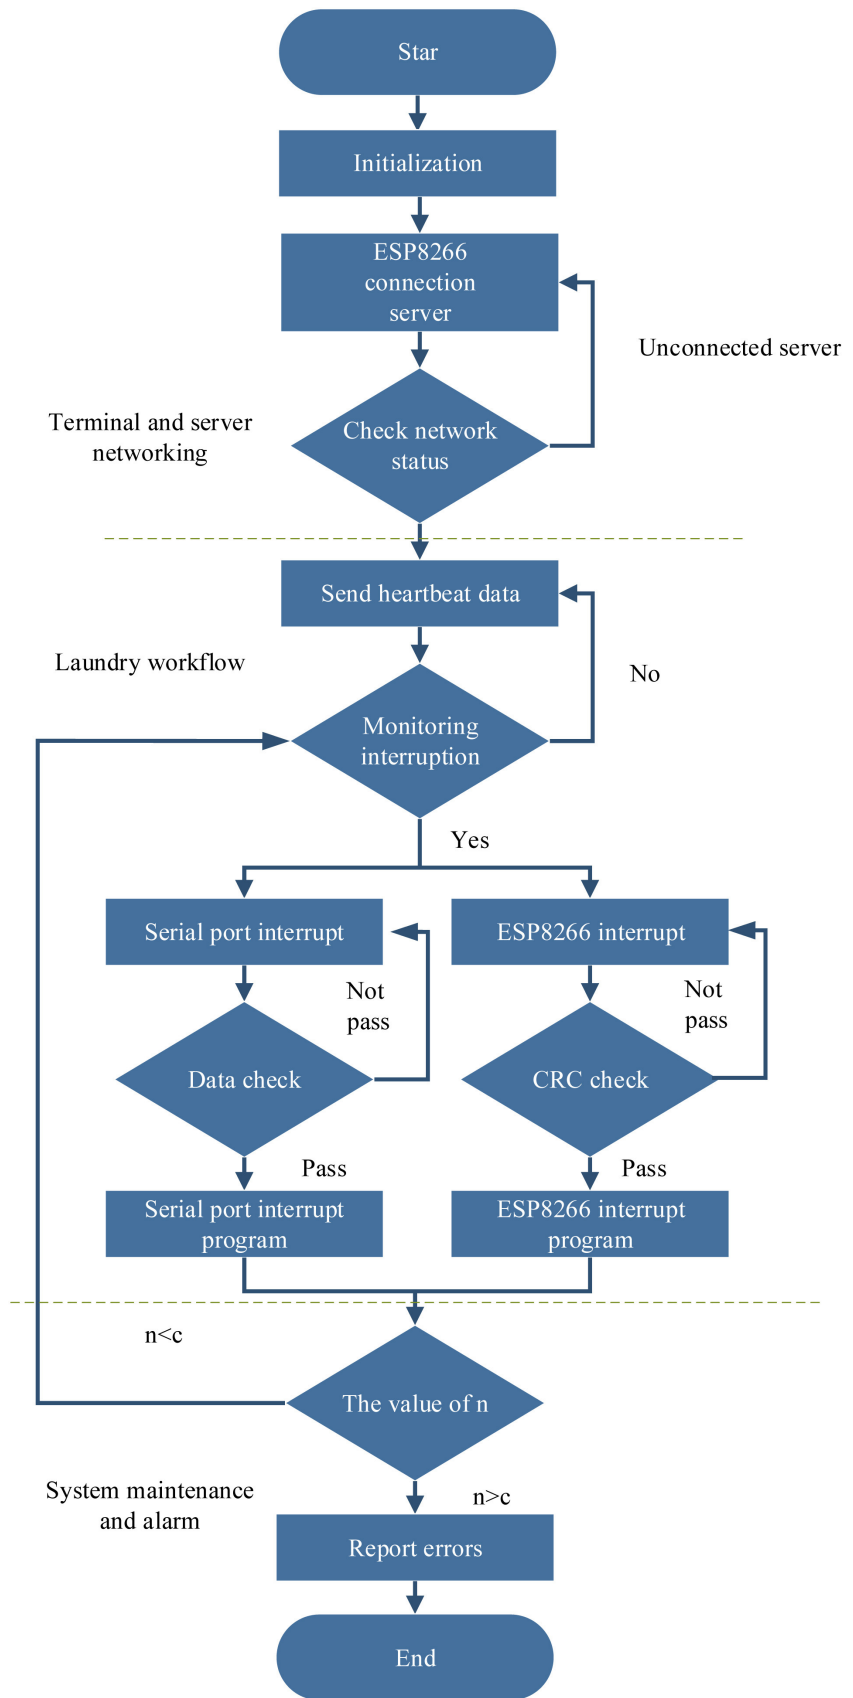 Star
Initialization
ESP8266
connection
server
Unconnected server
Terminal and server
networking
Check network
status
Send heartbeat data
Laundry workflow
No
Monitoring
interruption
Yes
Serial port interrupt
ESP8266 interrupt
Not
pass
Not
pass
Data check
CRC check
Pass
Pass
Serial port interrupt
program
ESP8266 interrupt
program
n<c
The value of n
System maintenance
and alarm
n>c
Report errors
End